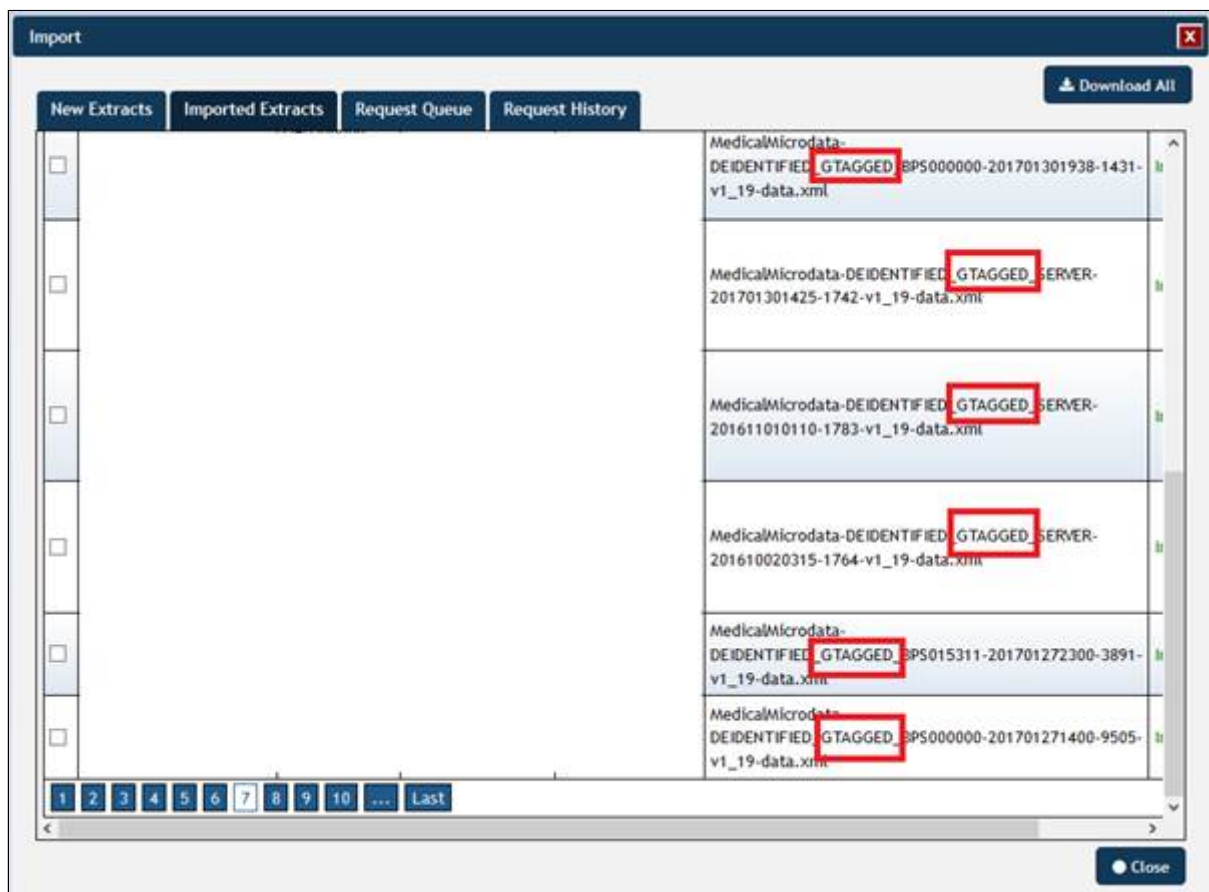 Import
X
Download All
New Extracts Imported Extracts Request Queue Request History
MedicalMicrodata-
DEIDENTIFIED_GTAGGED_BPS000000-201701301938-1431-
v1_19-data.xml
MedicalMicrodata-DEIDENTIFIED_GTAGGED_SERVER-
201701301425-1742-v1_19-data.xml
MedicalMicrodata-DEIDENTIFIED_GTAGGED_SERVER-
201611010110-1783-v1_19-data.xml
MedicalMicrodata-DEIDENTIFIED_GTAGGED_SERVER-
201610020315-1764-v1_19-data.xml
MedicalMicrodata-
DEIDENTIFIED_GTAGGED_BPS015311-201701272300-3891-
v1_19-data.xml
MedicalMicrodata-
DEIDENTIFIED_GTAGGED_BPS000000-201701271400-9505-
v1_19-data.xml
1 2 3 4 5 6 7 8 9 10 ... Last
Close